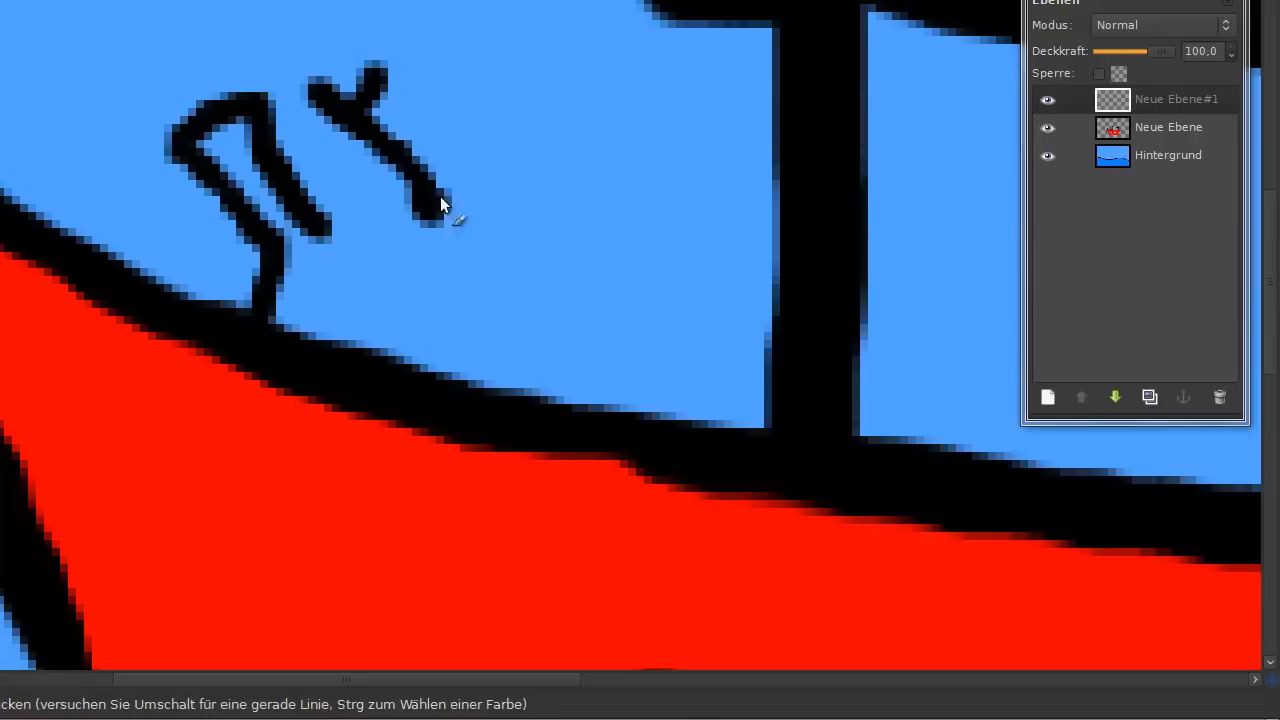 Ebenen
Modus: Normal
Deckkraft: 100,0
Sperre:
Neue Ebene#1
Neue Ebene
Hintergrund
cken (versuchen Sie Umschalt für eine gerade Linie, Strg zum Wählen einer Farbe)